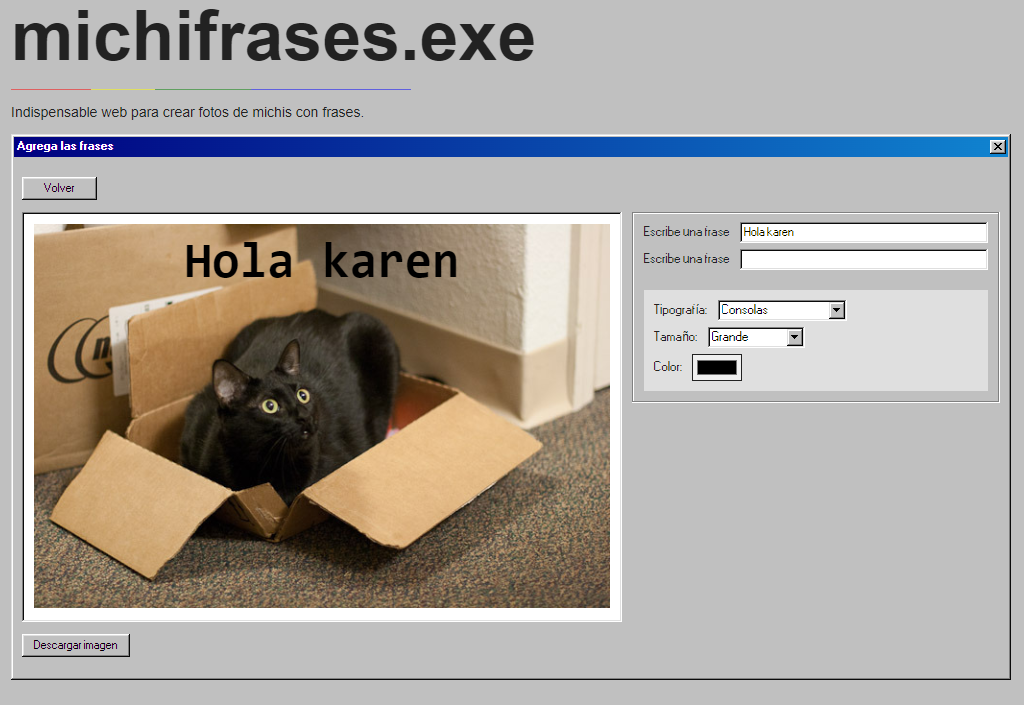 michifrases.exe
Indispensable web para crear fotos de michis con frases.
Agrega las frases
Volver
Hola karen
Escribe una frase Hola karen
Escribe una frase
Tipografía: Consolas
Tamaño: Grande
Color:
Descargar imagen